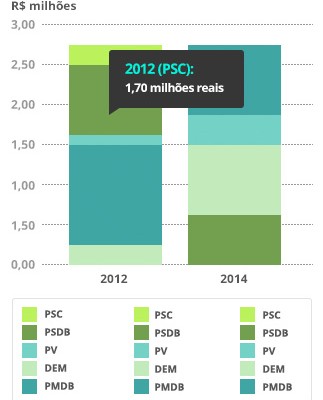 R$ milhões
3,00
2,50
2012 (PSC):
1,70 milhões reais
2,00
1,50
1,00
1,50
0,00
2012 2014
PSC PSC PSC
PSDB PSDB PSDB
PV PV PV
DEM DEM DEM
PMDB PMDB PMDB